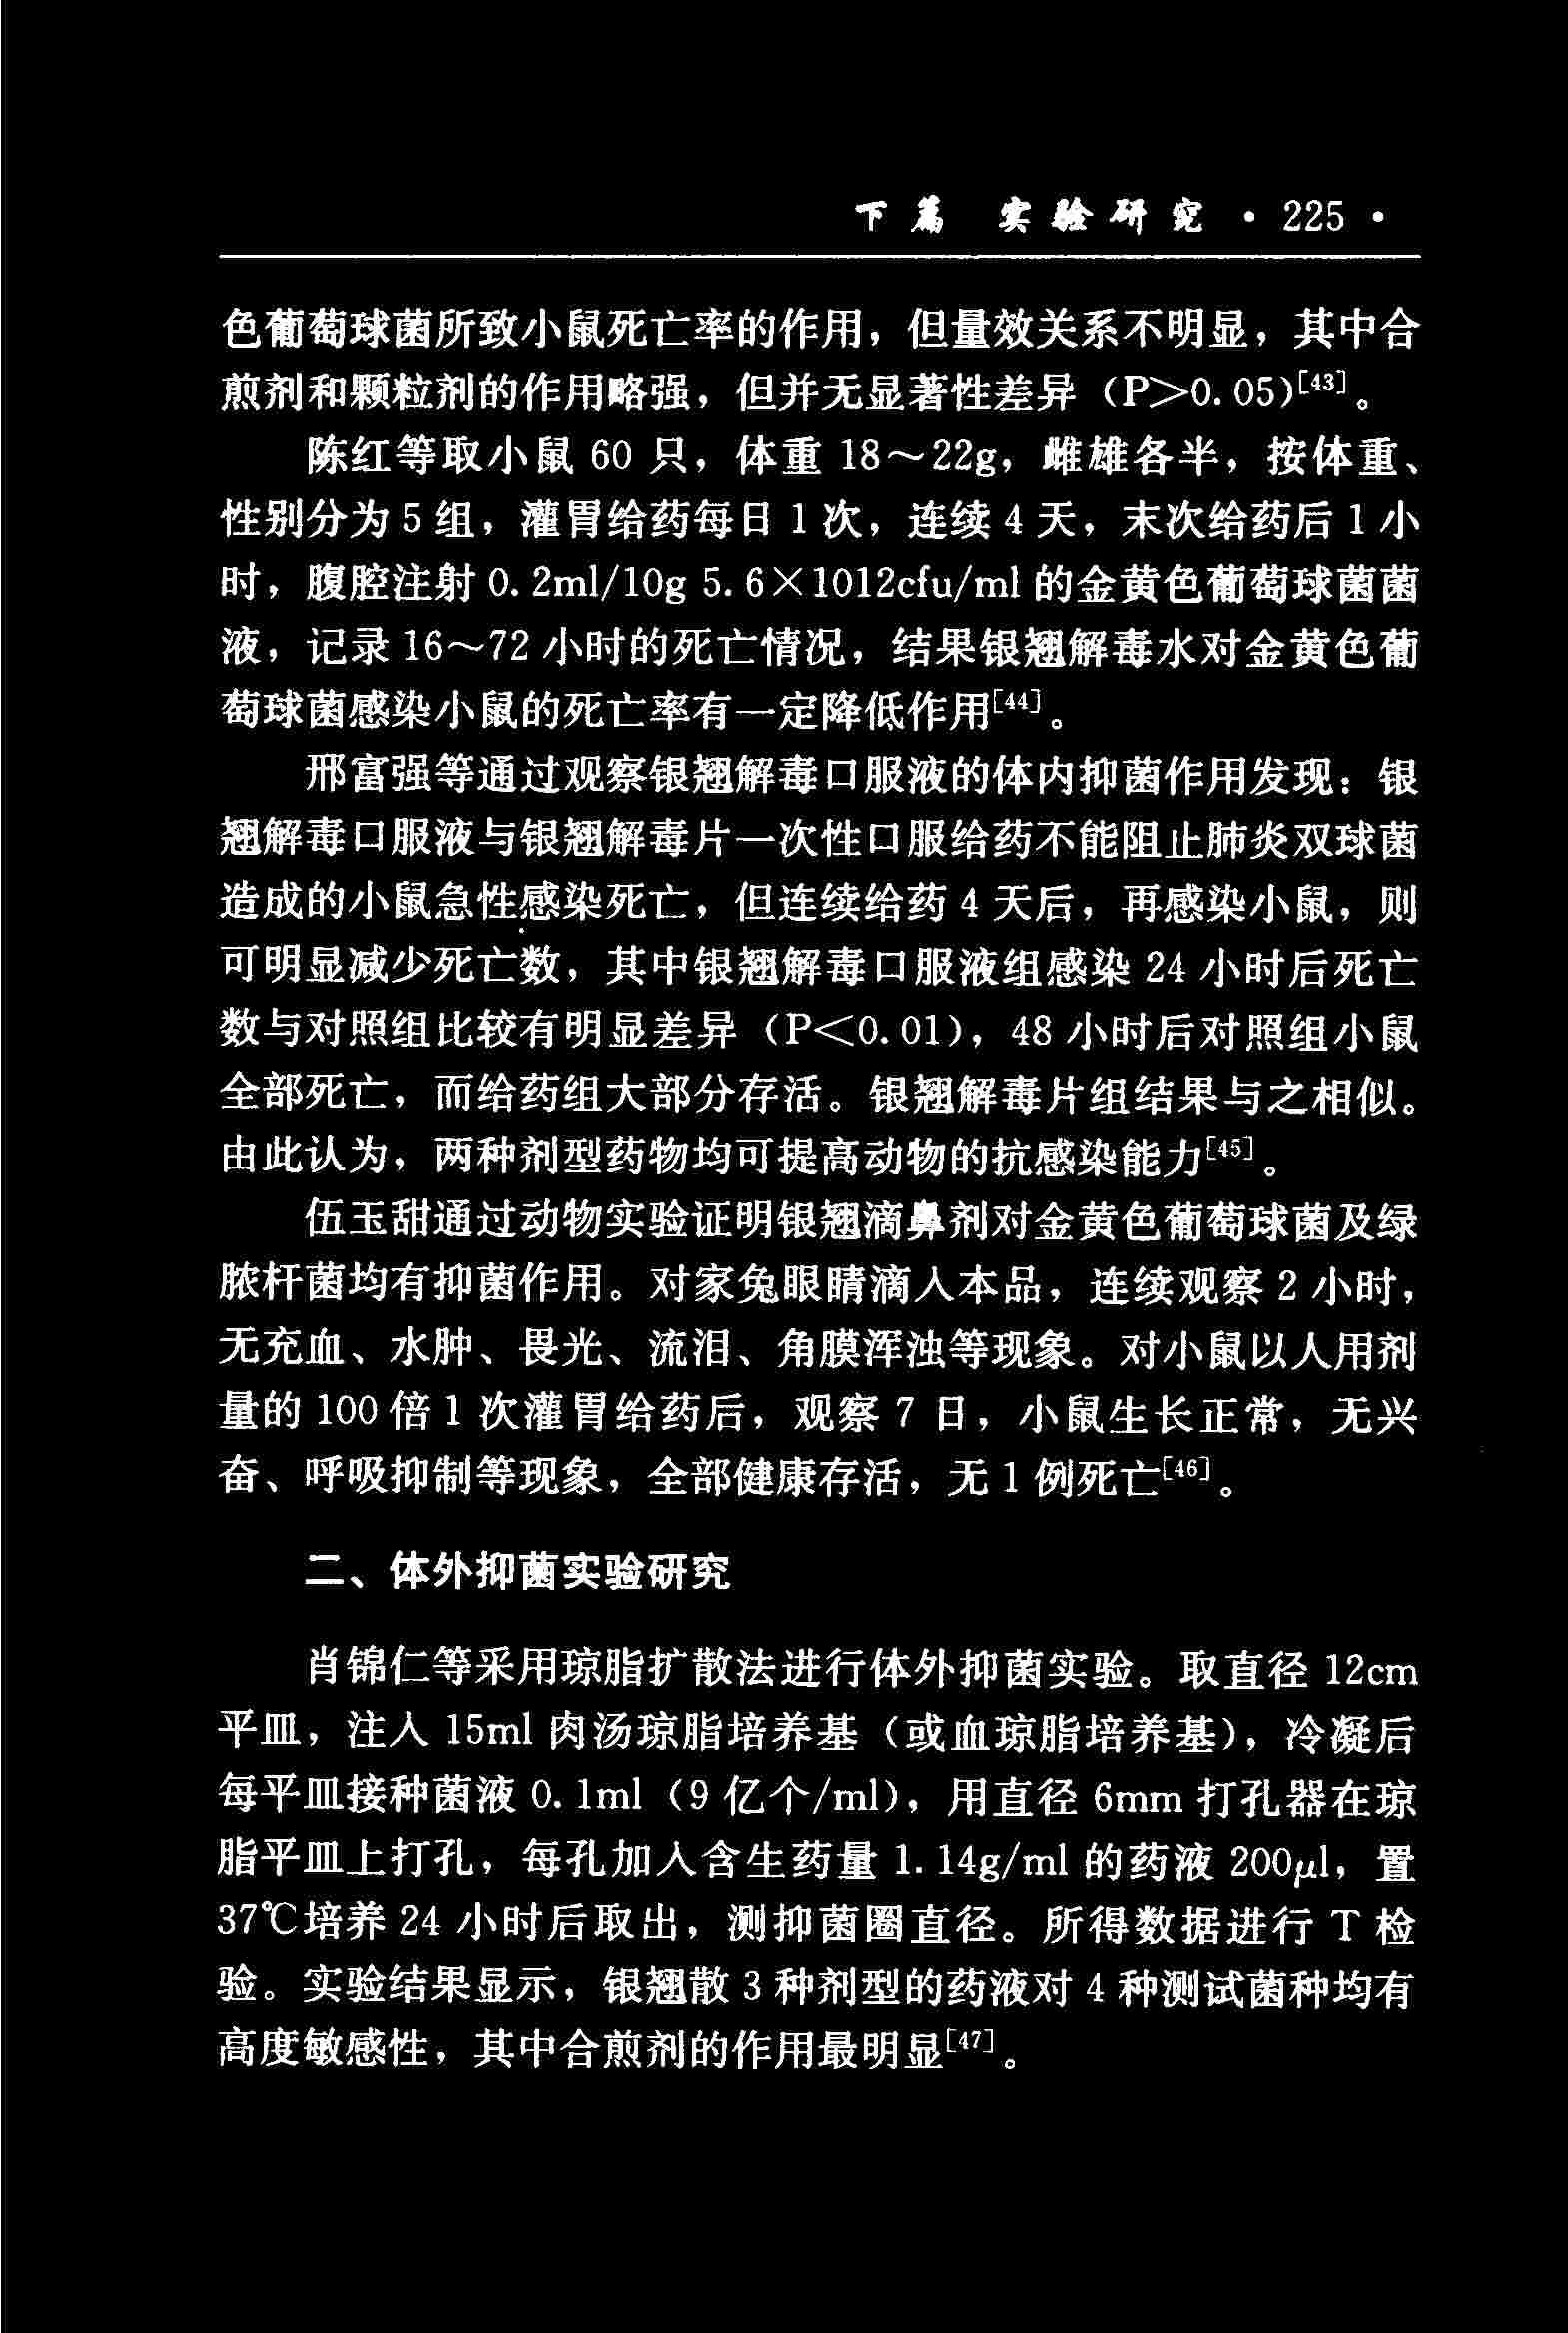 下篇 实验研究 · 225 ·
色葡萄球菌所致小鼠死亡率的作用，但量效关系不明显，其中合
煎剂和颗粒剂的作用略强，但并无显著性差异（P＞0.05）[43]。
陈红等取小鼠 60 只，体重 18～22g，雌雄各半，按体重、
性别分为 5 组，灌胃给药每日 1 次，连续 4 天，末次给药后 1 小
时，腹腔注射 0.2ml/10g 5.6×1012cfu/ml 的金黄色葡萄球菌菌
液，记录 16～72 小时的死亡情况，结果银翘解毒水对金黄色葡
萄球菌感染小鼠的死亡率有一定降低作用[44]。
邢富强等通过观察银翘解毒口服液的体内抑菌作用发现：银
翘解毒口服液与银翘解毒片一次性口服给药不能阻止肺炎双球菌
造成的小鼠急性感染死亡，但连续给药 4 天后，再感染小鼠，则
可明显减少死亡数，其中银翘解毒口服液组感染 24 小时后死亡
数与对照组比较有明显差异（P＜0.01），48 小时后对照组小鼠
全部死亡，而给药组大部分存活。银翘解毒片组结果与之相似。
由此认为，两种剂型药物均可提高动物的抗感染能力[45]。
伍玉甜通过动物实验证明银翘滴鼻剂对金黄色葡萄球菌及绿
脓杆菌均有抑菌作用。对家兔眼睛滴入本品，连续观察 2 小时，
无充血、水肿、畏光、流泪、角膜浑浊等现象。对小鼠以人用剂
量的 100 倍 1 次灌胃给药后，观察 7 日，小鼠生长正常，无兴
奋、呼吸抑制等现象，全部健康存活，无 1 例死亡[46]。
二、体外抑菌实验研究
肖锦仁等采用琼脂扩散法进行体外抑菌实验。取直径 12cm
平皿，注入 15ml 肉汤琼脂培养基（或血琼脂培养基），冷凝后
每平皿接种菌液 0.1ml（9 亿个/ml），用直径 6mm 打孔器在琼
脂平皿上打孔，每孔加入含生药量 1.14g/ml 的药液 200μl，置
37℃培养 24 小时后取出，测抑菌圈直径。所得数据进行 T 检
验。实验结果显示，银翘散 3 种剂型的药液对 4 种测试菌种均有
高度敏感性，其中合煎剂的作用最明显[47]。